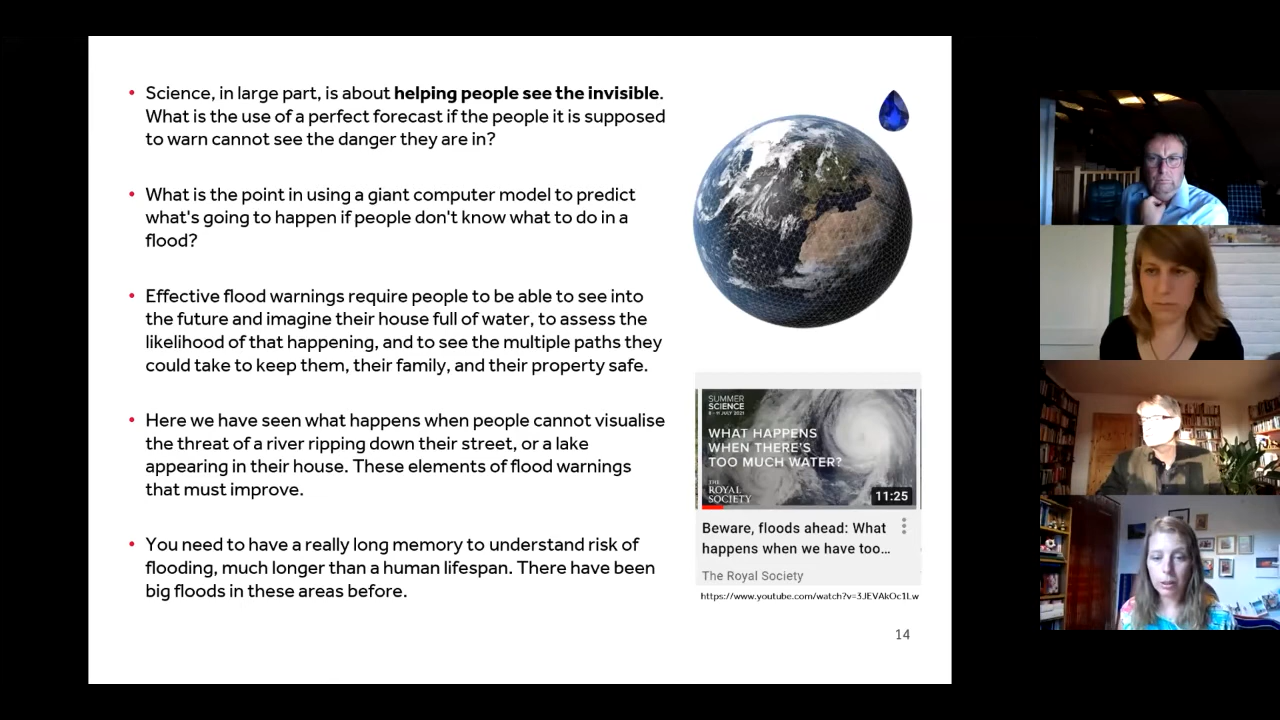 • Science, in large part, is about helping people see the invisible.
What is the use of a perfect forecast if the people it is supposed
to warn cannot see the danger they are in?
• What is the point in using a giant computer model to predict
what's going to happen if people don't know what to do in a
flood?
• Effective flood warnings require people to be able to see into
the future and imagine their house full of water, to assess the
likelihood of that happening, and to see the multiple paths they
could take to keep them, their family, and their property safe.
• Here we have seen what happens when people cannot visualise
the threat of a river ripping down their street, or a lake
appearing in their house. These elements of flood warnings
that must improve.
• You need to have a really long memory to understand risk of
flooding, much longer than a human lifespan. There have been
big floods in these areas before.
SUMMER
SCIENCE
8 – 11 JULY 2021
WHAT HAPPENS
WHEN THERE'S
TOO MUCH WATER?
THE
ROYAL
SOCIETY
11:25
Beware, floods ahead: What
happens when we have too...
The Royal Society
https://www.youtube.com/watch?v=3JEVAkOc1Lw
14